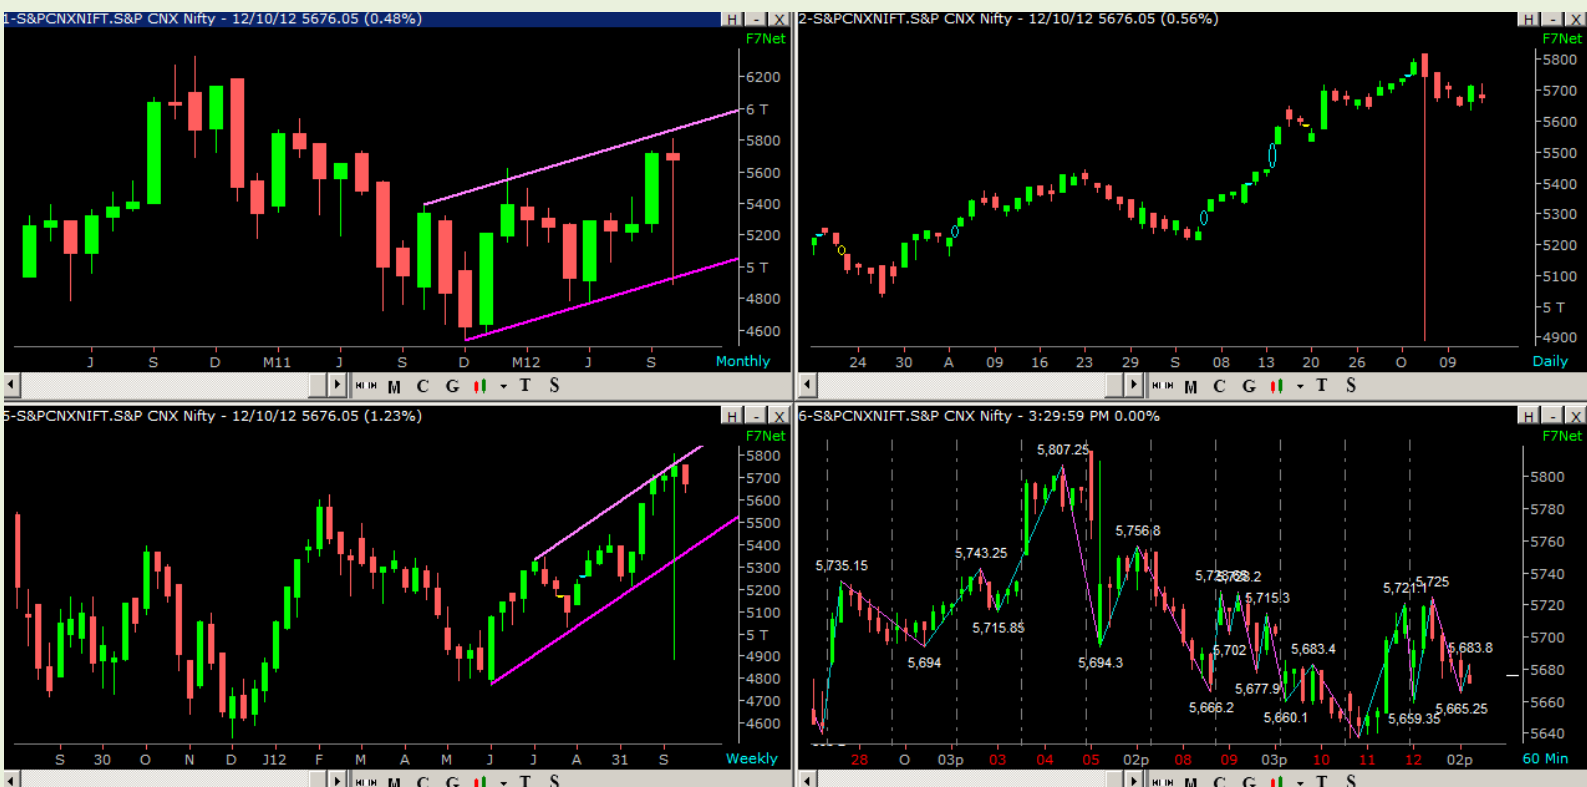 1-S&PCNXNIFT.S&P CNX Nifty - 12/10/12 5676.05 (0.48%)
H - X
F7Net
6200
6 T
5800
5600
5400
5200
5 T
4800
4600
J S D M11 J S D M12 J S
Monthly
M C G T S
2-S&PCNXNIFT.S&P CNX Nifty - 12/10/12 5676.05 (0.56%)
H - X
F7Net
5800
5700
5600
5500
5400
5300
5200
5100
5 T
4900
24 30 A 09 16 23 29 S 08 13 20 26 O 09
Daily
M C G T S
5-S&PCNXNIFT.S&P CNX Nifty - 12/10/12 5676.05 (1.23%)
H - X
F7Net
5800
5600
5500
5400
5300
5200
5100
5 T
4900
4800
4700
4600
S 30 O N D J12 F M A M J J A 31 S
Weekly
M C G T S
6-S&PCNXNIFT.S&P CNX Nifty - 3:29:59 PM 0.00%
H - X
F7Net
5,807.25
5800
5780
5,756.8
5760
5,743.25
5,735.15
5740
5,715.3
5,721.1
5,725
5720
5,715.85
5700
5,702
5,683.4
5,683.8
5,694
5,694.3
5680
5,677.9
5,666.2
5,660.1
5,659.35
5,665.25
5660
5640
28 O 03p 03 04 05 02p 08 09 03p 10 11 12 02p
60 Min
M C G T S